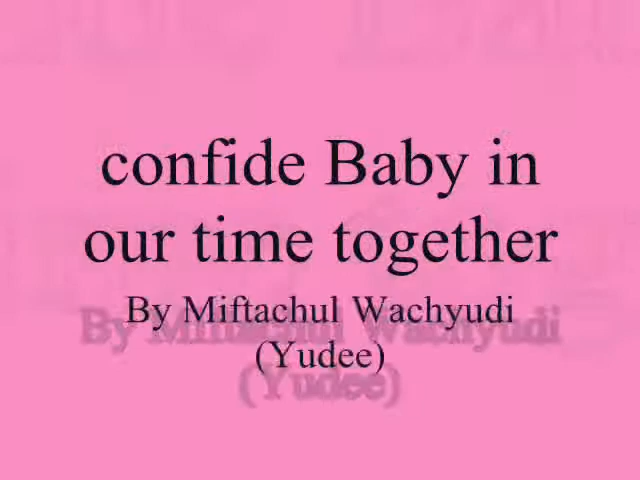 confide Baby in
our time together
By Miftachul Wachyudi
(Yudee)